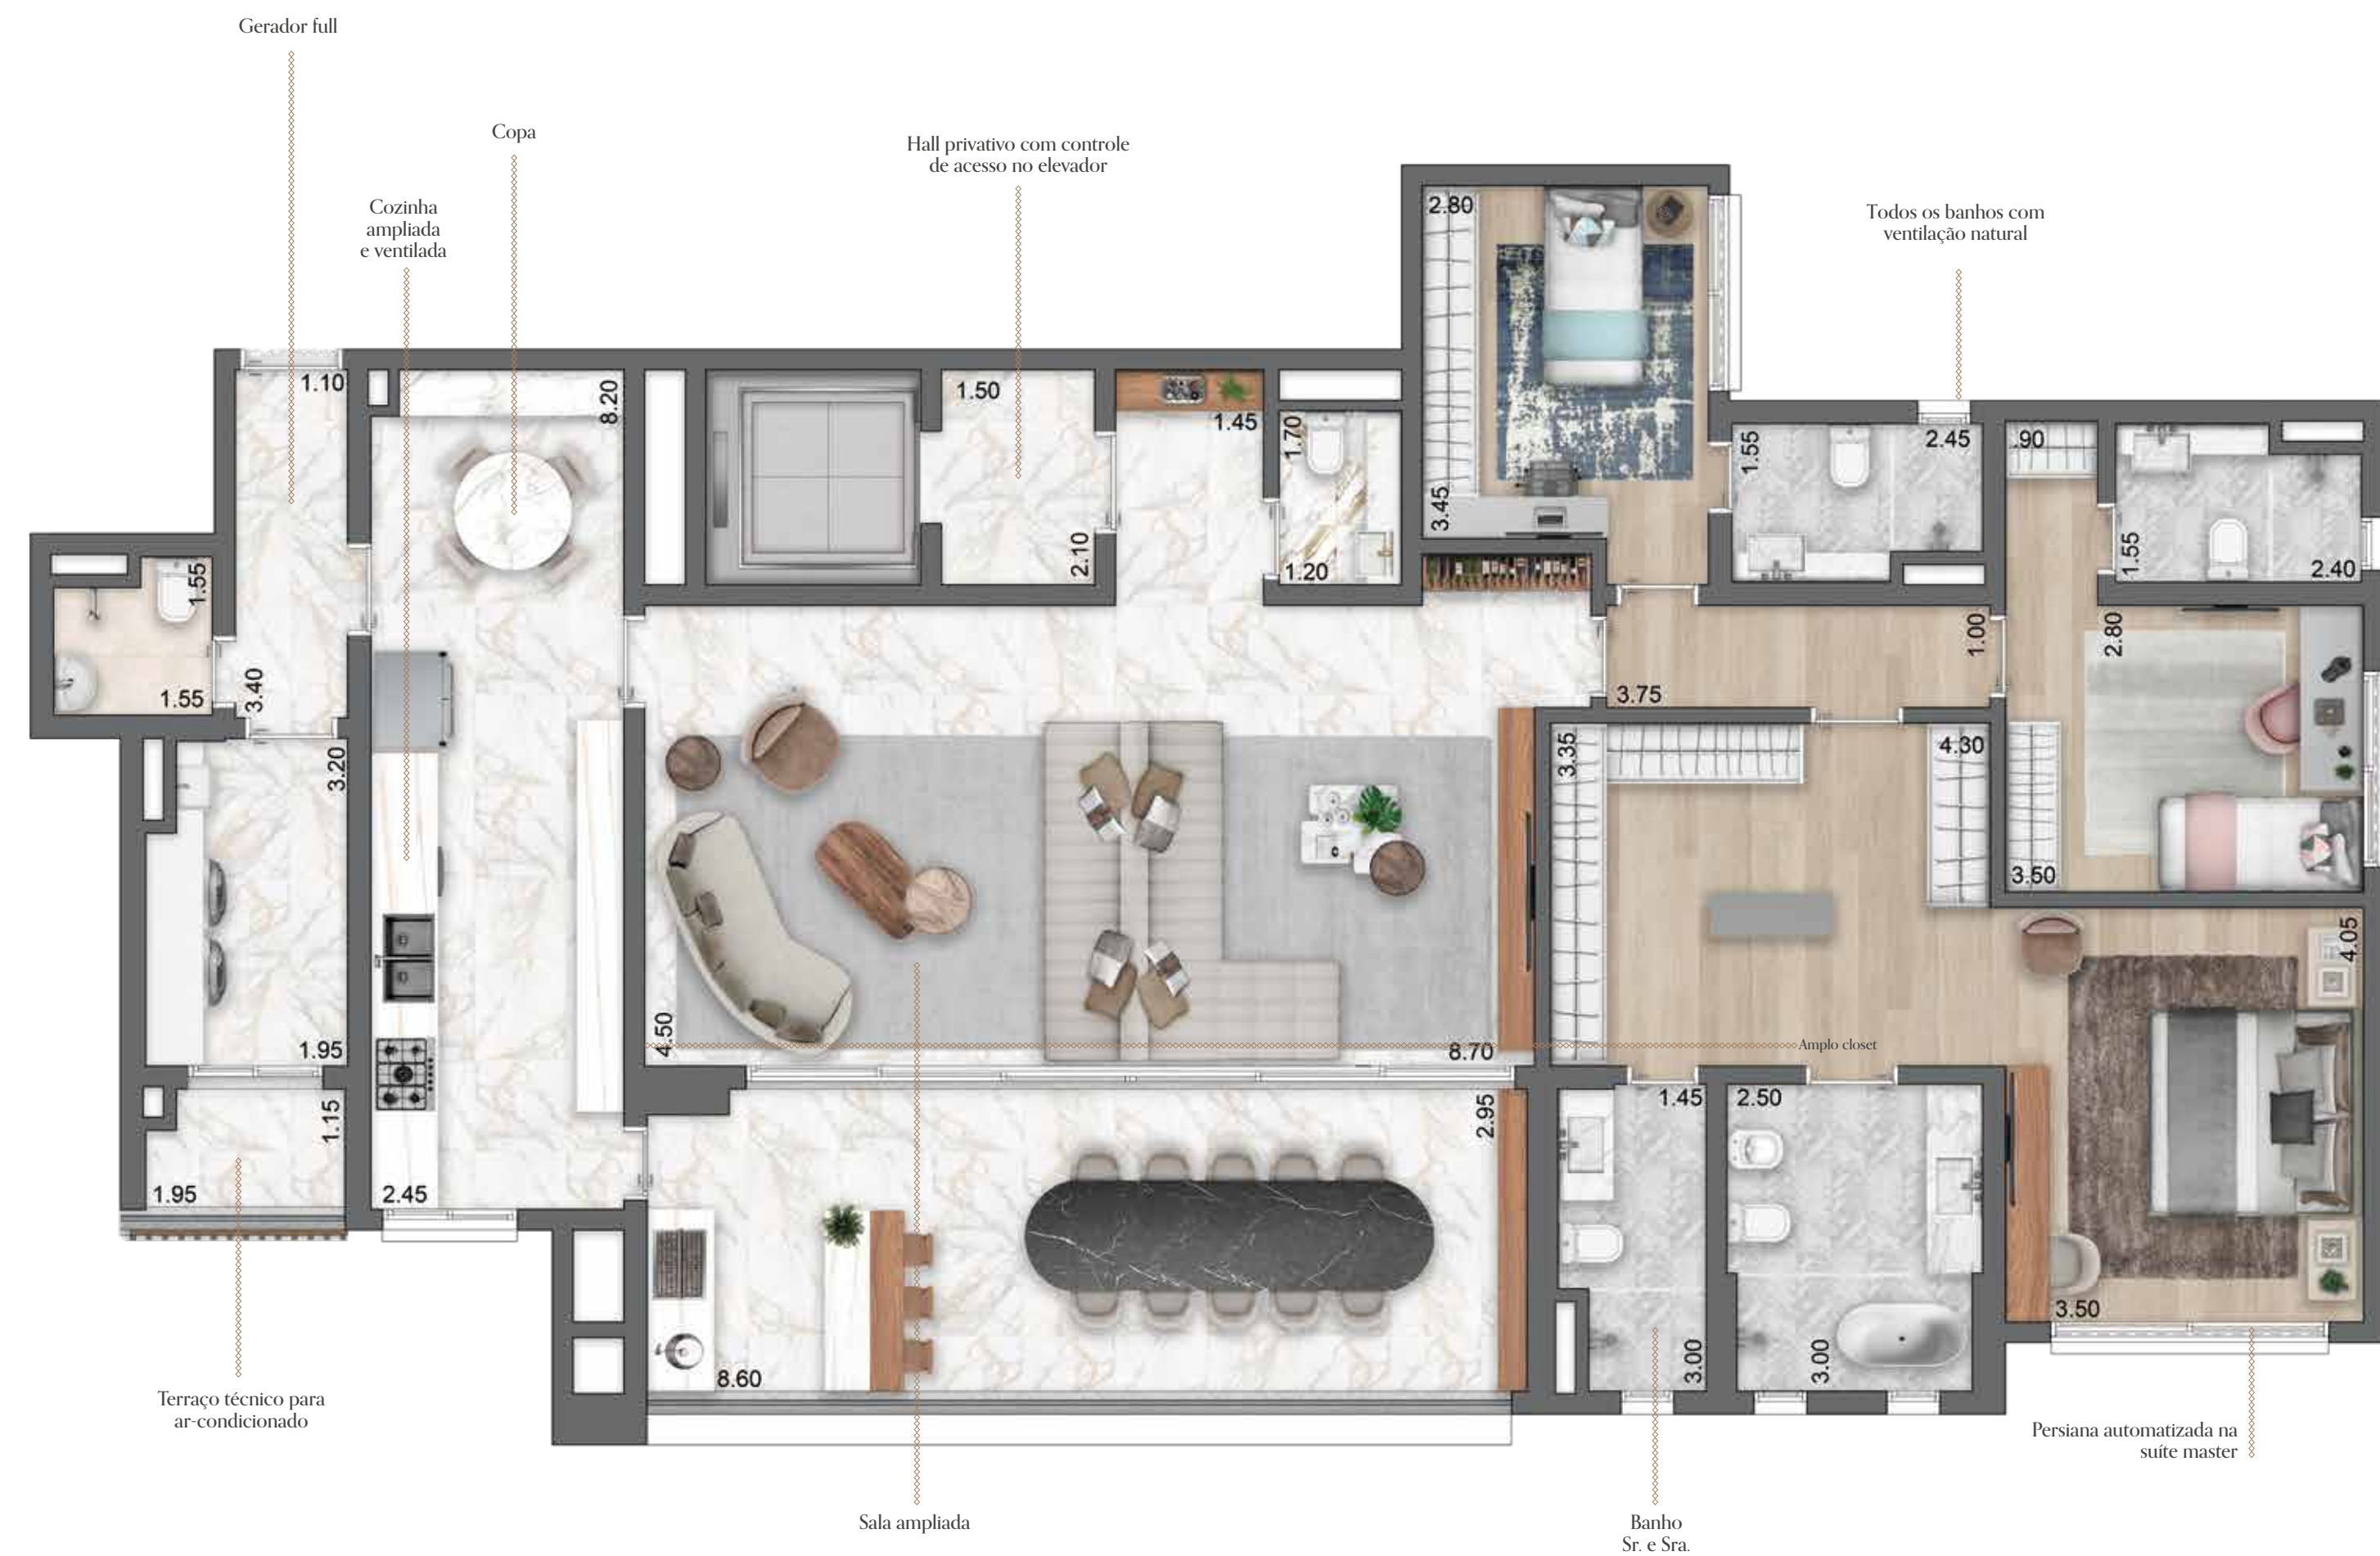 Gerador full
Copa
Hall privativo com controle
de acesso no elevador
Cozinha
ampliada
e ventilada
Todos os banhos com
ventilação natural
2.80
1.10
8.20
1.50
1.45
1.70
1.55
2.45
.90
3.45
2.10
1.20
1.55
2.40
1.55
1.55
3.40
3.75
1.00
2.80
3.20
3.35
4.30
3.50
4.05
4.50
8.70
Amplo closet
1.95
1.15
2.95
1.45
2.50
1.95
2.45
8.60
3.00
3.00
3.50
Terraço técnico para
ar-condicionado
Persiana automatizada na
suíte master
Sala ampliada
Banho
Sr. e Sra.